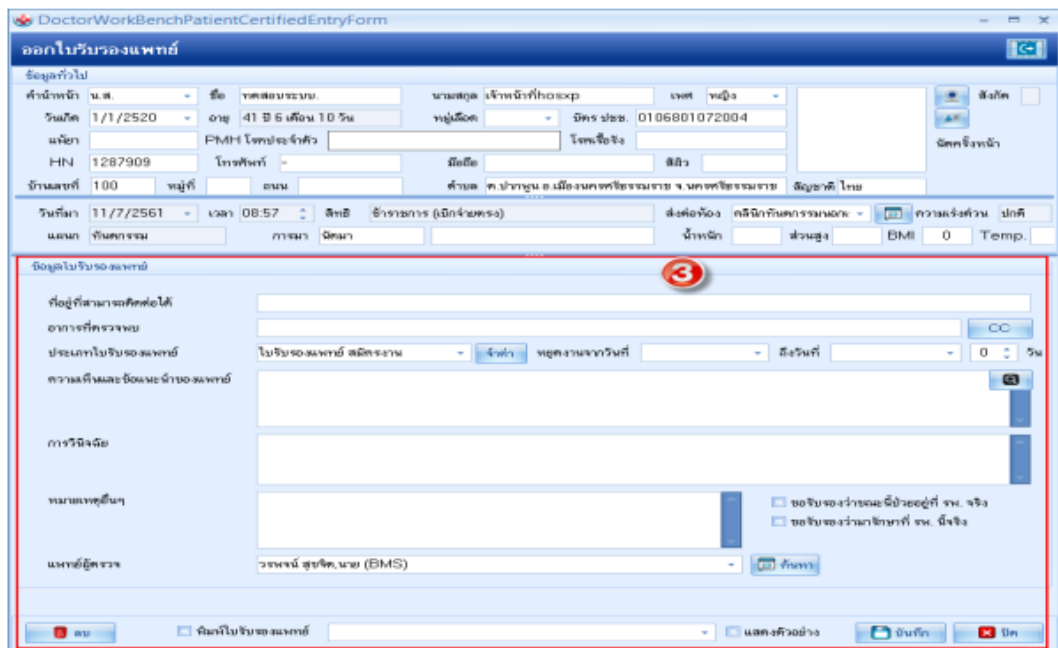 DoctorWorkBenchPatientCertifiedEntryForm
ออกใบรับรองแพทย์
ข้อมูลทั่วไป
คำนำหน้า น.ส. ชื่อ ทดสอบระบบ. นามสกุล เจ้าหน้าที่hosxp เพศ หญิง สังกัด
วันเกิด 1/1/2520 อายุ 41 ปี 6 เดือน 10 วัน หมู่เลือด บัตร ปชช. 0106801072004
แพ้ยา PMH โรคประจำตัว โรคเรื้อรัง นัดครั้งหน้า
HN 1287909 โทรศัพท์ - มือถือ สีผิว
บ้านเลขที่ 100 หมู่ที่ ถนน ตำบล ต.ปากพูน อ.เมืองนครศรีธรรมราช จ.นครศรีธรรมราช สัญชาติ ไทย
วันที่มา 11/7/2561 เวลา 08:57 สิทธิ ข้าราชการ (เบิกจ่ายตรง) ส่งต่อห้อง คลินิกทันตกรรมนอกเ ความเร่งด่วน ปกติ
แผนก ทันตกรรม การมา นัดมา น้ำหนัก ส่วนสูง BMI 0 Temp.
ข้อมูลใบรับรองแพทย์ 3
ที่อยู่ที่สามารถติดต่อได้
อาการที่ตรวจพบ CC
ประเภทใบรับรองแพทย์ ใบรับรองแพทย์ สมัครงาน จำค่า หยุดงานจากวันที่ ถึงวันที่ 0 วัน
ความเห็นและข้อแนะนำของแพทย์
การวินิจฉัย
หมายเหตุอื่นๆ ขอรับรองว่าขณะนี้ป่วยอยู่ที่ รพ. จริง
ขอรับรองว่ามารักษาที่ รพ. นี้จริง
แพทย์ผู้ตรวจ วรพจน์ สุขจิต,นาย (BMS) ค้นหา
ลบ พิมพ์ใบรับรองแพทย์ แสดงตัวอย่าง บันทึก ปิด